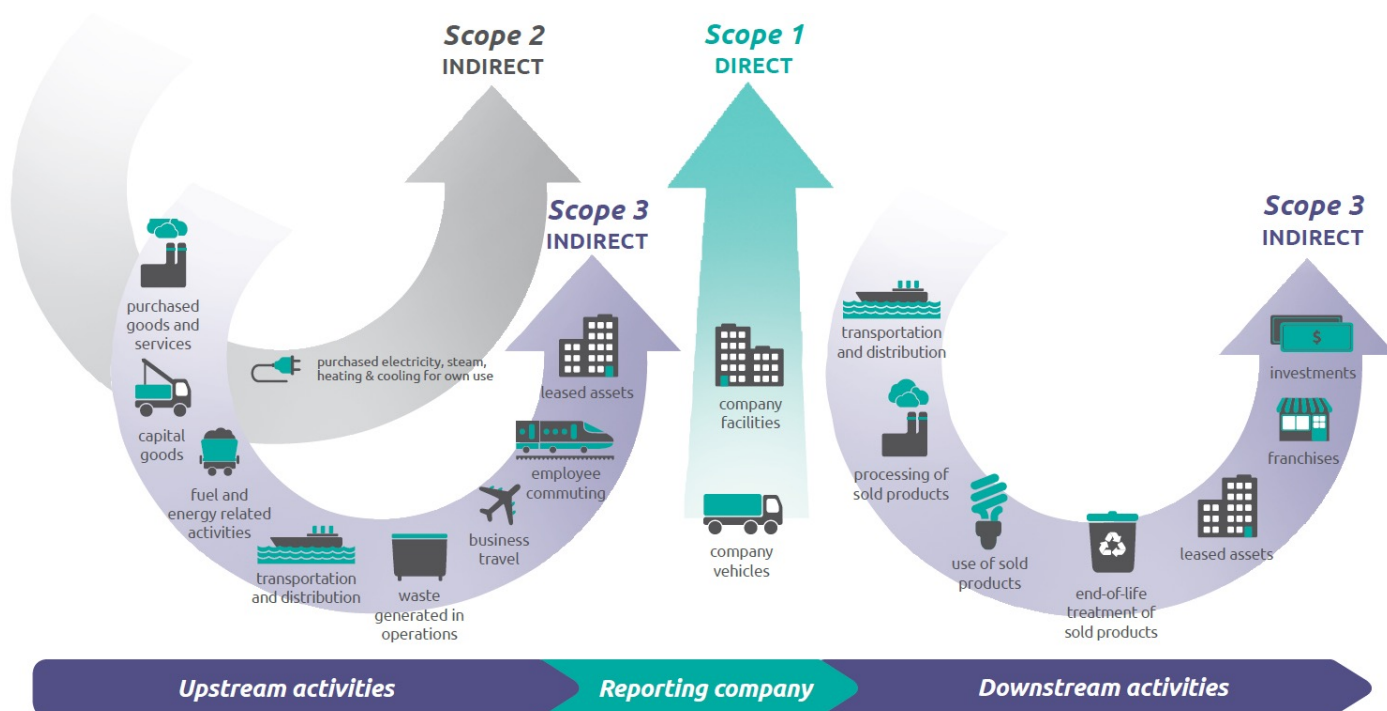 Scope 2
INDIRECT
Scope 1
DIRECT
Scope 3
INDIRECT
Scope 3
INDIRECT
purchased
goods and
services
capital
goods
fuel and
energy related
activities
transportation
and distribution
waste
generated in
operations
business
travel
employee
commuting
leased assets
purchased electricity, steam,
heating & cooling for own use
company
facilities
company
vehicles
transportation
and distribution
processing of
sold products
use of sold
products
end-of-life
treatment of
sold products
leased assets
franchises
$
investments
Upstream activities
Reporting company
Downstream activities